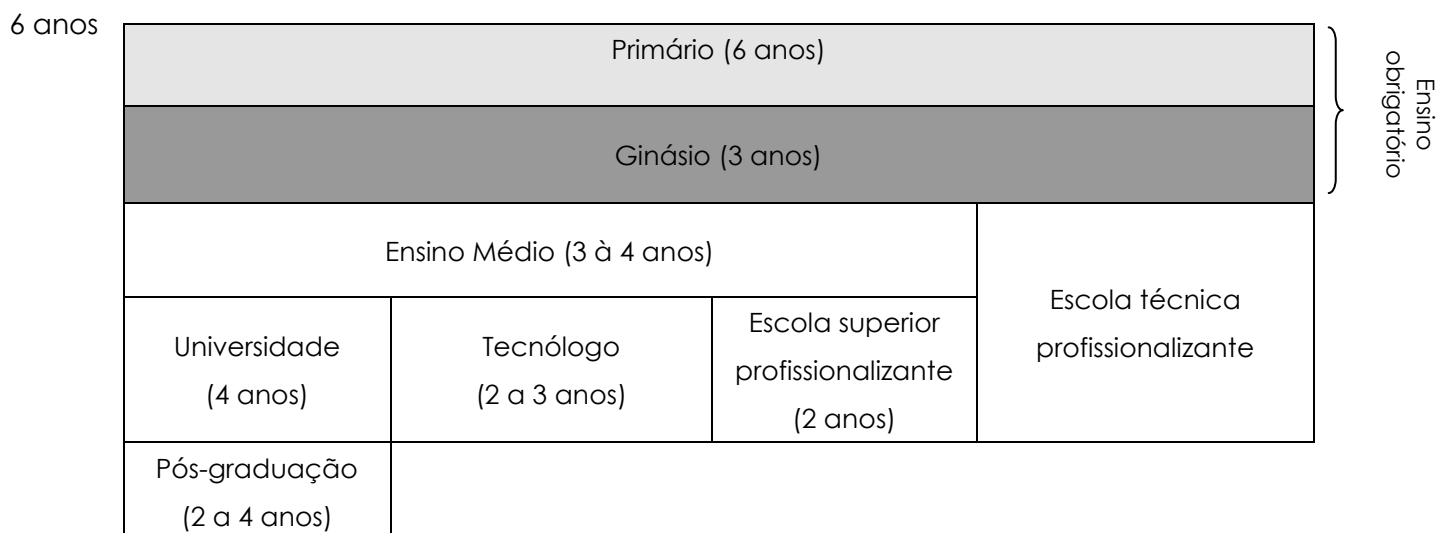 6 anos
Primário (6 anos)
Ensino
obrigatório
Ginásio (3 anos)
Ensino Médio (3 à 4 anos)
Escola técnica
profissionalizante
Universidade
(4 anos)
Tecnólogo
(2 a 3 anos)
Escola superior
profissionalizante
(2 anos)
Pós-graduação
(2 a 4 anos)